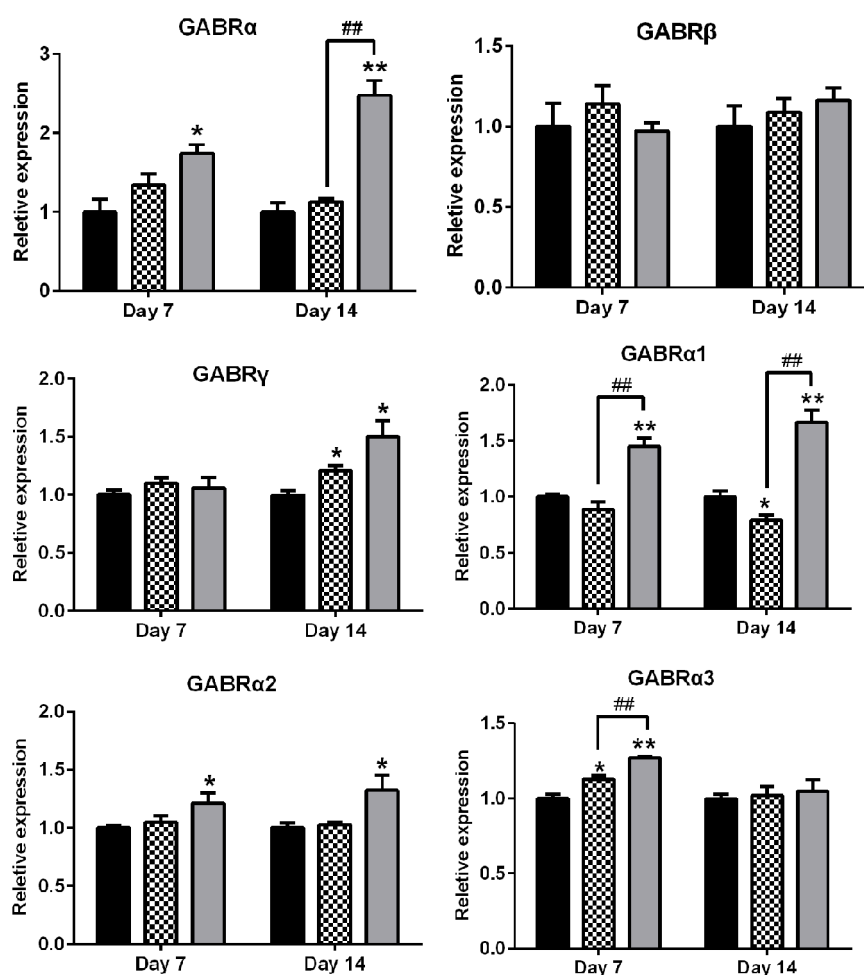 GABRα
##
**
*
Reletive expression
3
2
1
0
Day 7
Day 14
GABRβ
Reletive expression
1.5
1.0
0.5
0.0
Day 7
Day 14
GABRγ
Reletive expression
2.0
1.5
1.0
0.5
0.0
*
*
Day 7
Day 14
GABRα1
##
##
**
**
*
Reletive expression
2.0
1.5
1.0
0.5
0.0
Day 7
Day 14
GABRα2
Reletive expression
2.0
1.5
1.0
0.5
0.0
*
*
Day 7
Day 14
GABRα3
##
**
*
Reletive expression
1.5
1.0
0.5
0.0
Day 7
Day 14